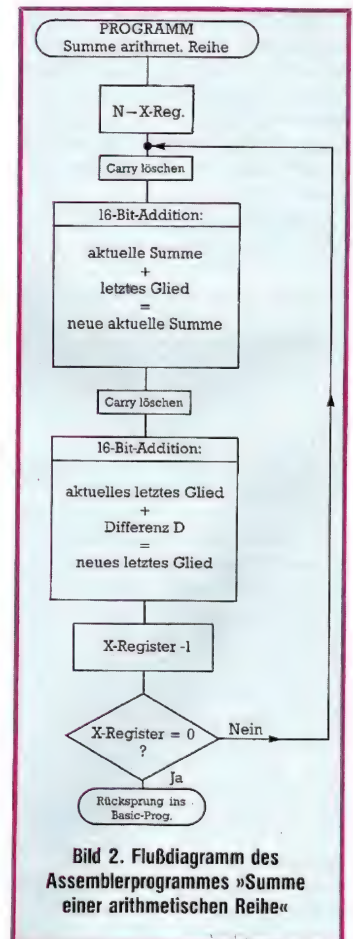 PROGRAMM
Summe arithmet. Reihe
N–X-Reg.
Carry löschen
16-Bit-Addition:
aktuelle Summe
+
letztes Glied
=
neue aktuelle Summe
Carry löschen
16-Bit-Addition:
aktuelles letztes Glied
+
Differenz D
=
neues letztes Glied
X-Register -1
X-Register = 0
?
Nein
Ja
Rücksprung ins
Basic-Prog.
Bild 2. Flußdiagramm des
Assemblerprogrammes »Summe
einer arithmetischen Reihe«